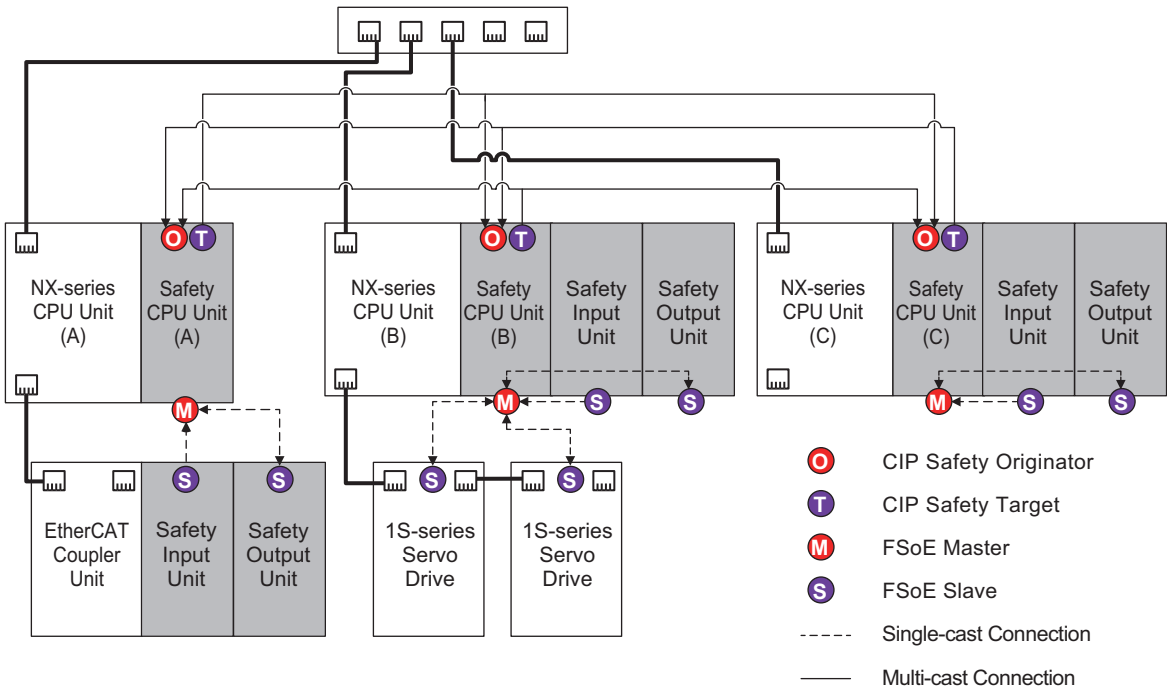 O T
O T
O T
NX-series
CPU Unit
(A)
Safety
CPU Unit
(A)
NX-series
CPU Unit
(B)
Safety
CPU Unit
(B)
Safety
Input
Unit
Safety
Output
Unit
NX-series
CPU Unit
(C)
Safety
CPU Unit
(C)
Safety
Input
Unit
Safety
Output
Unit
M
M S S
M S S
S S
S S
EtherCAT
Coupler
Unit
Safety
Input
Unit
Safety
Output
Unit
1S-series
Servo
Drive
1S-series
Servo
Drive
O CIP Safety Originator
T CIP Safety Target
M FSoE Master
S FSoE Slave
Single-cast Connection
Multi-cast Connection